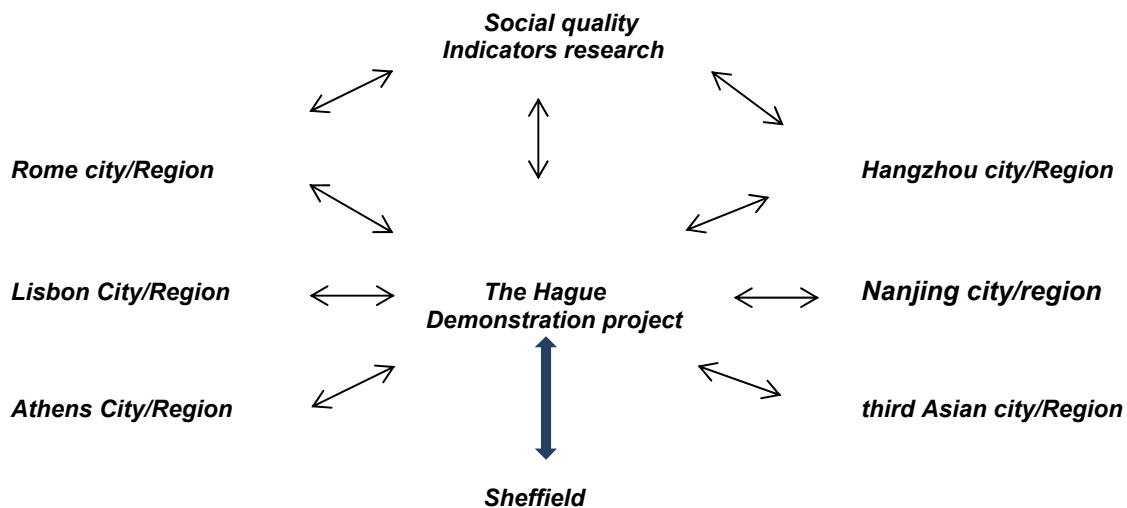 Social quality
Indicators research
Rome city/Region
Hangzhou city/Region
Lisbon City/Region
The Hague
Demonstration project
Nanjing city/region
Athens City/Region
third Asian city/Region
Sheffield